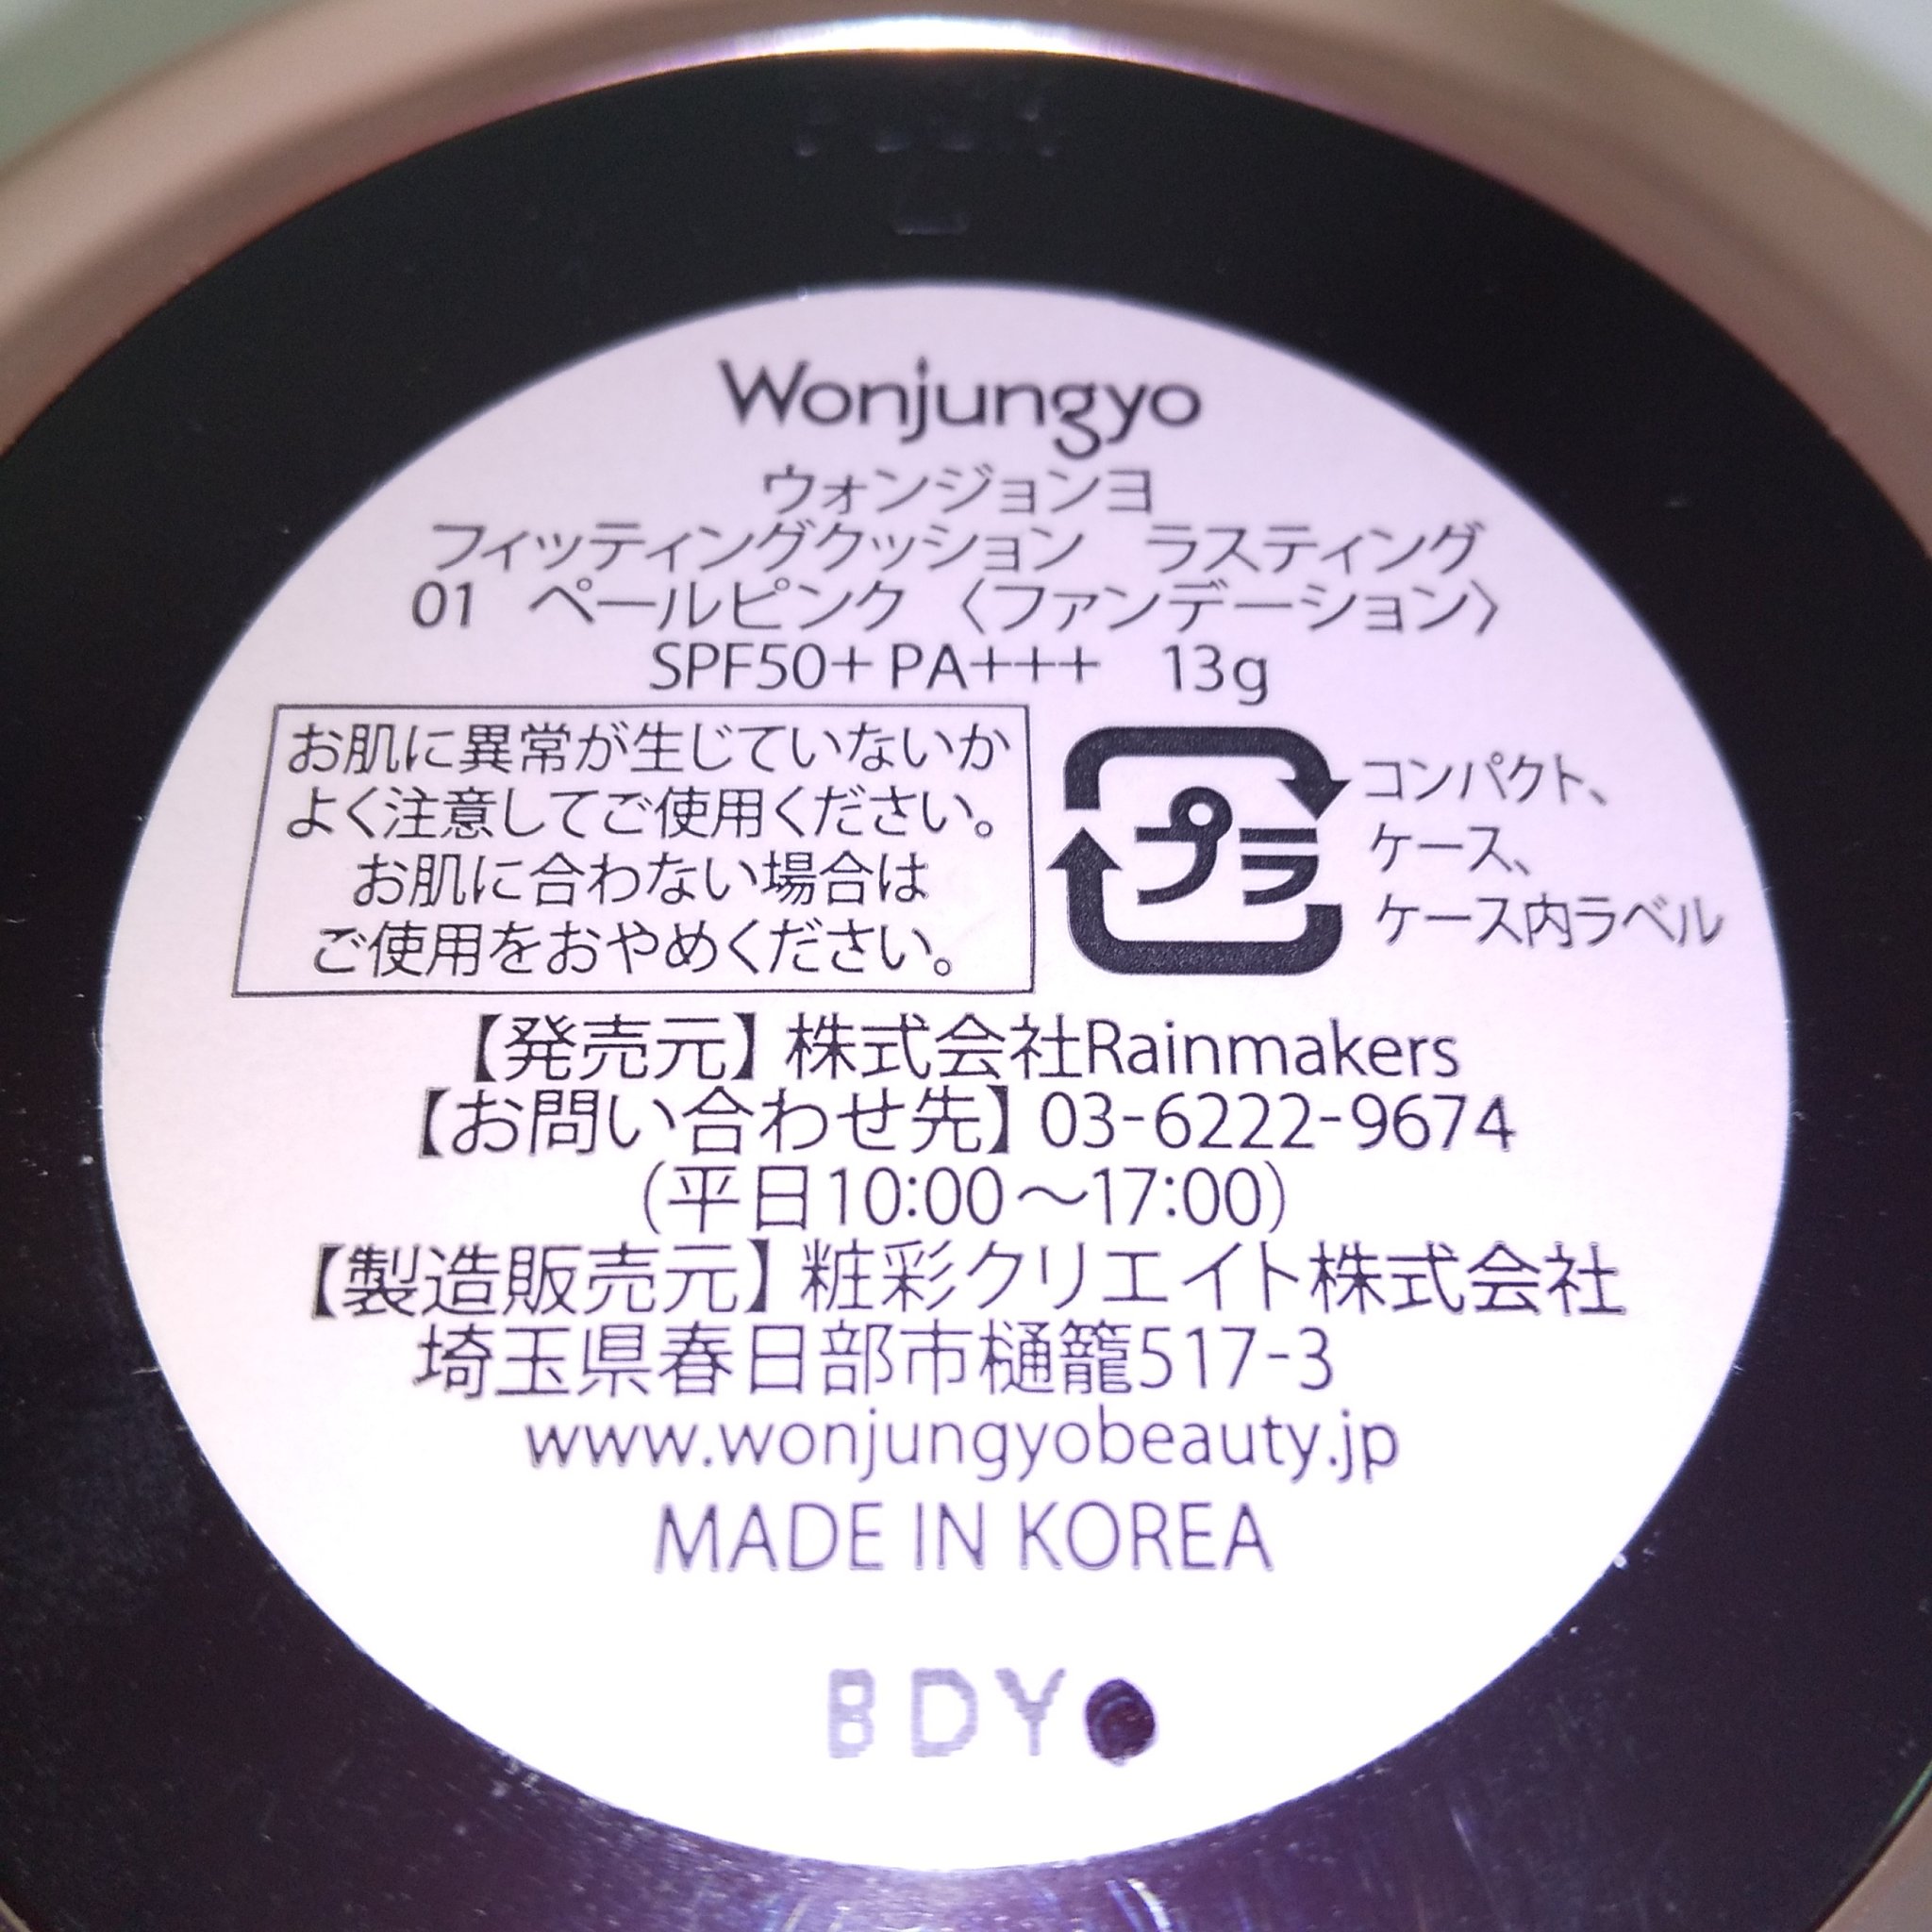 Wonjungyo
ウォンジョンヨ
フィッティングクッション　ラスティング
01　ペールピンク 〈ファンデーション〉
SPF50+ PA+++　13g
お肌に異常が生じていないか
よく注意してご使用ください。
お肌に合わない場合は
ご使用をおやめください。
プラ
コンパクト、
ケース、
ケース内ラベル
【発売元】 株式会社Rainmakers
【お問い合わせ先】 03-6222-9674
(平日10:00〜17:00)
【製造販売元】 粧彩クリエイト株式会社
埼玉県春日部市樋籠517-3
www.wonjungyobeauty.jp
MADE IN KOREA
BDY